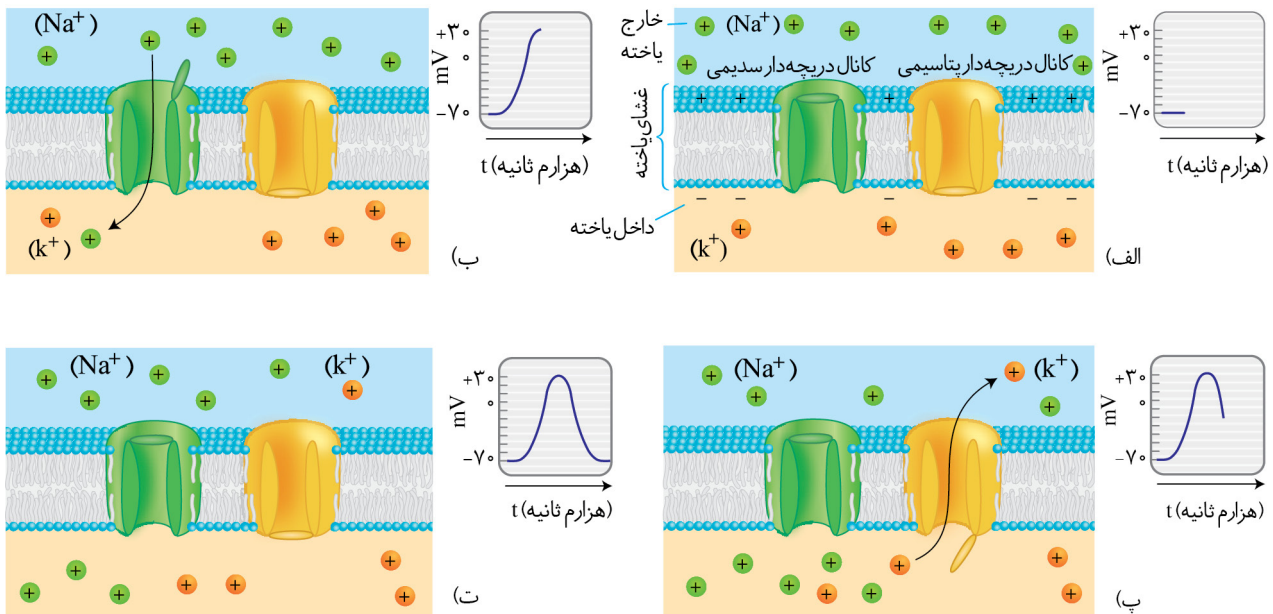 خارج
یاخته
(Na⁺)
کانال دریچه‌دار سدیمی
کانال دریچه‌دار پتاسیمی
غشای یاخته
داخل یاخته
(k⁺)
+۳۰
۰
−۷۰
mV
t (هزارم ثانیه)
الف)
(Na⁺)
(k⁺)
+۳۰
۰
−۷۰
mV
t (هزارم ثانیه)
ب)
(Na⁺)
(k⁺)
+۳۰
۰
−۷۰
mV
t (هزارم ثانیه)
پ)
(Na⁺)
(k⁺)
+۳۰
۰
−۷۰
mV
t (هزارم ثانیه)
ت)